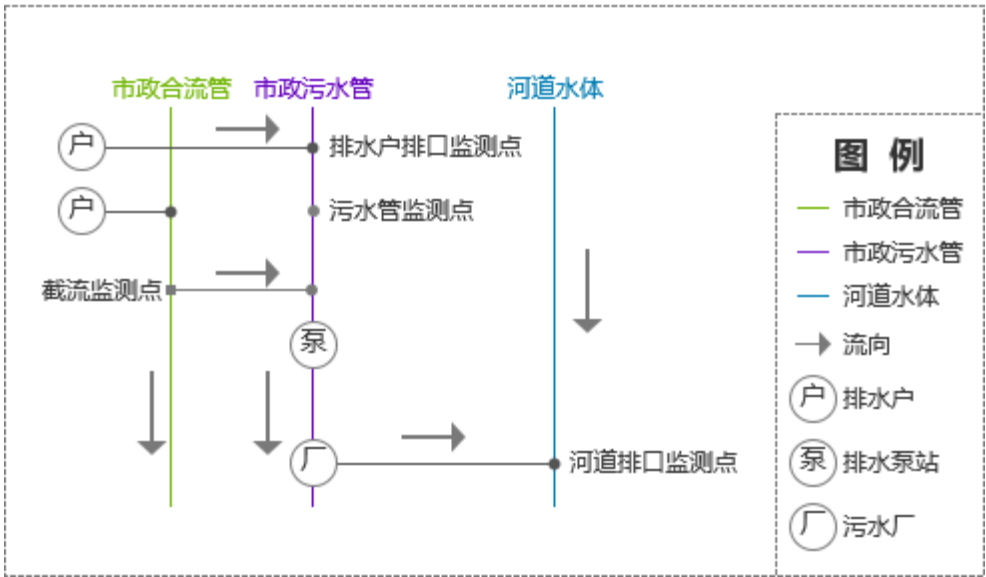 市政合流管
市政污水管
河道水体
户
排水户排口监测点
户
污水管监测点
截流监测点
泵
厂
河道排口监测点
图 例
市政合流管
市政污水管
河道水体
流向
户 排水户
泵 排水泵站
厂 污水厂